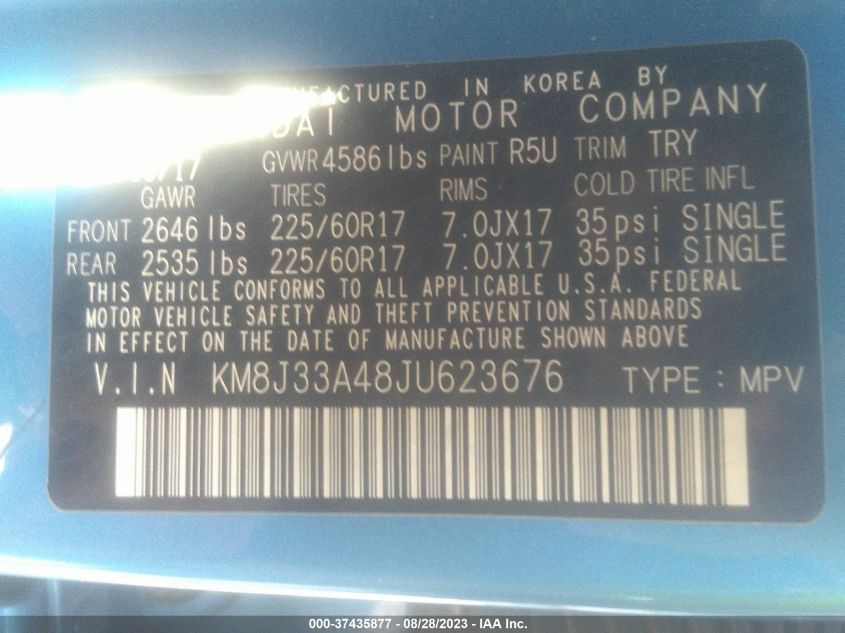 MANUFACTURED IN KOREA BY
HYUNDAI MOTOR COMPANY
/17 GVWR 4586 lbs PAINT R5U TRIM TRY
GAWR TIRES RIMS COLD TIRE INFL
FRONT 2646 lbs 225/60R17 7.0JX17 35psi SINGLE
REAR 2535 lbs 225/60R17 7.0JX17 35psi SINGLE
THIS VEHICLE CONFORMS TO ALL APPLICABLE U.S.A. FEDERAL
MOTOR VEHICLE SAFETY AND THEFT PREVENTION STANDARDS
IN EFFECT ON THE DATE OF MANUFACTURE SHOWN ABOVE
V.I.N KM8J33A48JU623676 TYPE : MPV
000-37435877 - 08/28/2023 - IAA Inc.